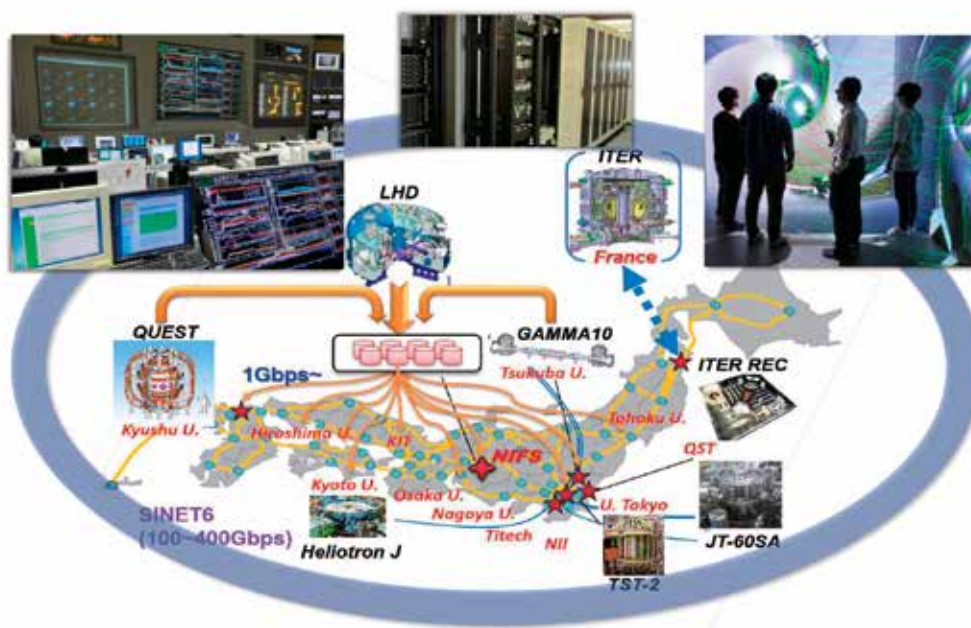 ITER
LHD
France
QUEST
GAMMA10
Tsukuba U.
ITER REC
1Gbps~
Kyushu U.
Hiroshima U.
KIT
Tohoku U.
NIFS
QST
Kyoto U.
Osaka U.
Nagoya U.
U. Tokyo
SINET6
(100~400Gbps)
Heliotron J
Titech
NII
JT-60SA
TST-2